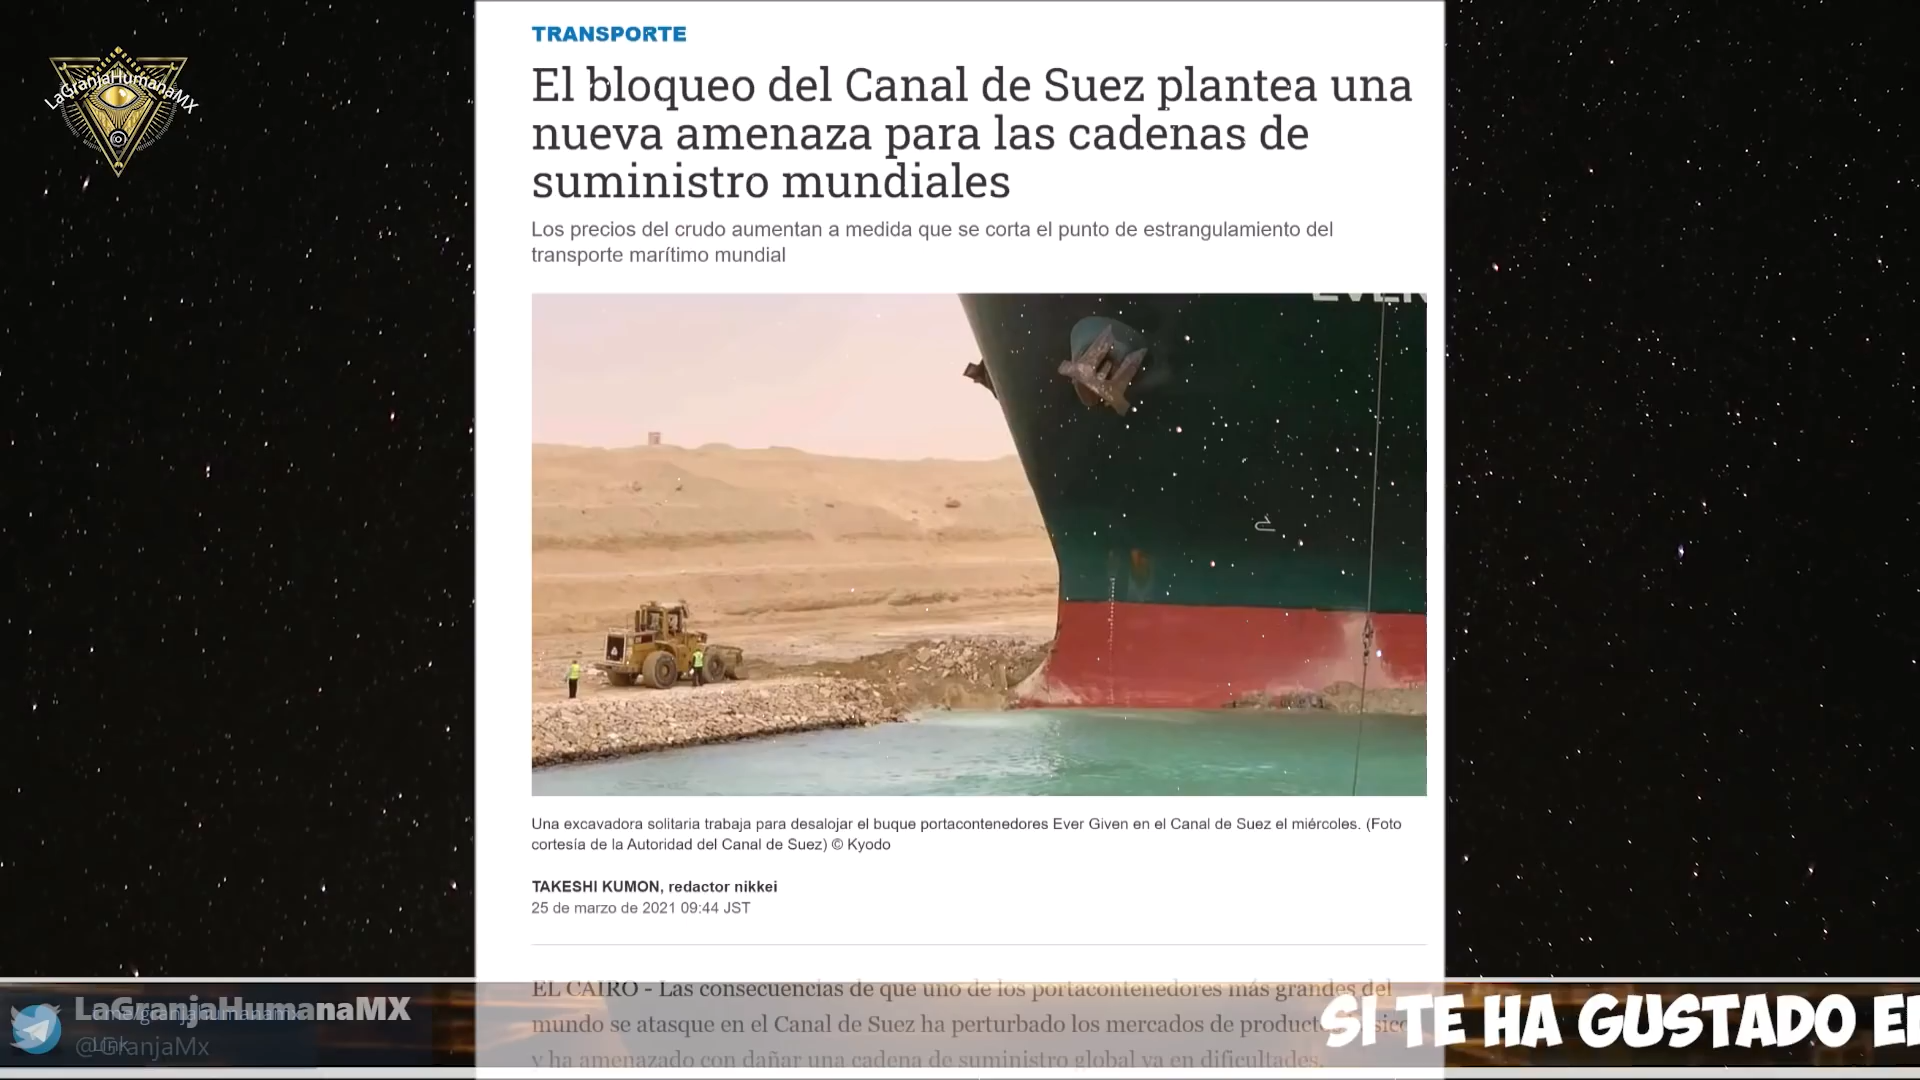 LaGranjaHumanaMX
TRANSPORTE
El bloqueo del Canal de Suez plantea una
nueva amenaza para las cadenas de
suministro mundiales
Los precios del crudo aumentan a medida que se corta el punto de estrangulamiento del
transporte marítimo mundial
EVER
Una excavadora solitaria trabaja para desalojar el buque portacontenedores Ever Given en el Canal de Suez el miércoles. (Foto
cortesía de la Autoridad del Canal de Suez) © Kyodo
TAKESHI KUMON, redactor nikkei
25 de marzo de 2021 09:44 JST
EL CAIRO - Las consecuencias de que uno de los portacontenedores más grandes del
mundo se atasque en el Canal de Suez ha perturbado los mercados de
y ha amenazado con dañar una cadena de suministro global ya en dificultades.
LaGranjaHumanaMX
@GranjaMx
Link
SI TE HA GUSTADO